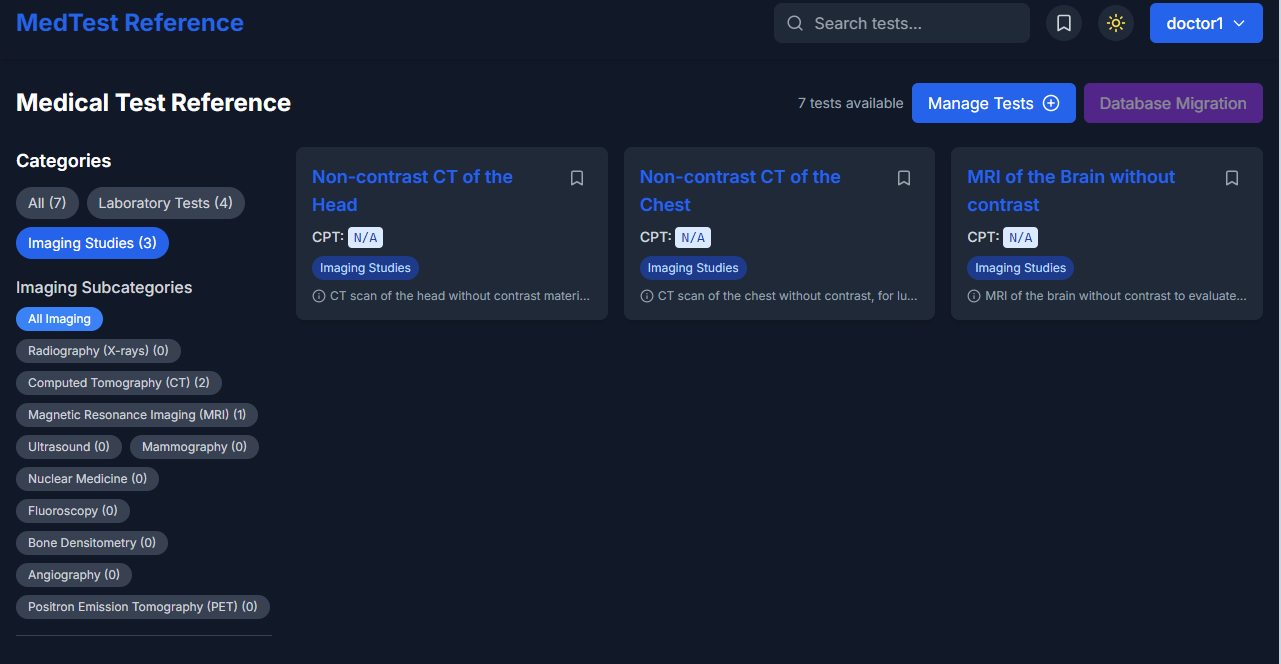 MedTest Reference
Search tests...
doctor1
Medical Test Reference
7 tests available
Manage Tests
Database Migration
Categories
All (7)
Laboratory Tests (4)
Imaging Studies (3)
Imaging Subcategories
All Imaging
Radiography (X-rays) (0)
Computed Tomography (CT) (2)
Magnetic Resonance Imaging (MRI) (1)
Ultrasound (0)
Mammography (0)
Nuclear Medicine (0)
Fluoroscopy (0)
Bone Densitometry (0)
Angiography (0)
Positron Emission Tomography (PET) (0)
Non-contrast CT of the
Head
CPT: N/A
Imaging Studies
CT scan of the head without contrast materi...
Non-contrast CT of the
Chest
CPT: N/A
Imaging Studies
CT scan of the chest without contrast, for lu...
MRI of the Brain without
contrast
CPT: N/A
Imaging Studies
MRI of the brain without contrast to evaluate...